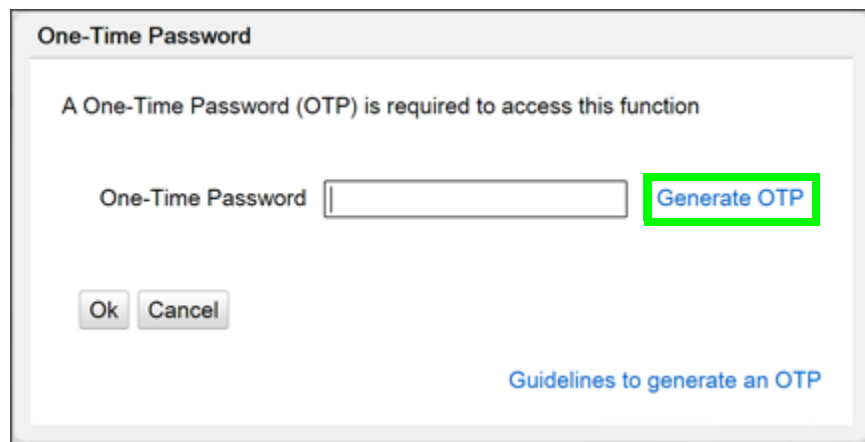 One-Time Password
A One-Time Password (OTP) is required to access this function
One-Time Password Generate OTP
Ok Cancel
Guidelines to generate an OTP